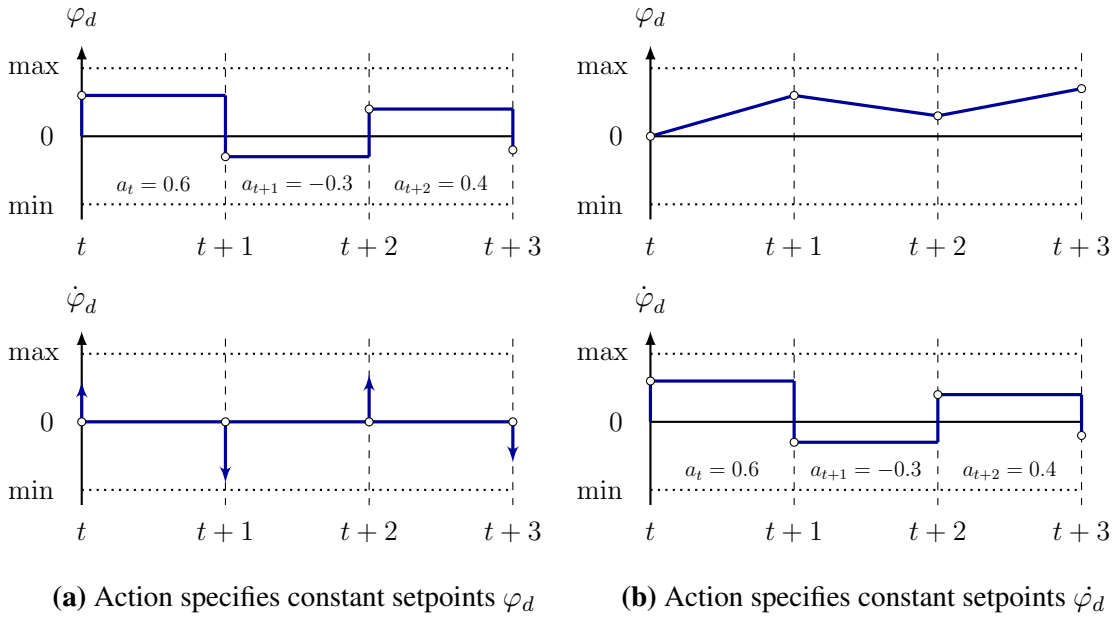 φ_d
max
0
min
a_t = 0.6
a_{t+1} = −0.3
a_{t+2} = 0.4
t
t + 1
t + 2
t + 3
φ_d
max
0
min
t
t + 1
t + 2
t + 3
φ̇_d
max
0
min
t
t + 1
t + 2
t + 3
φ̇_d
max
0
min
a_t = 0.6
a_{t+1} = −0.3
a_{t+2} = 0.4
t
t + 1
t + 2
t + 3
(a) Action specifies constant setpoints φ_d
(b) Action specifies constant setpoints φ̇_d